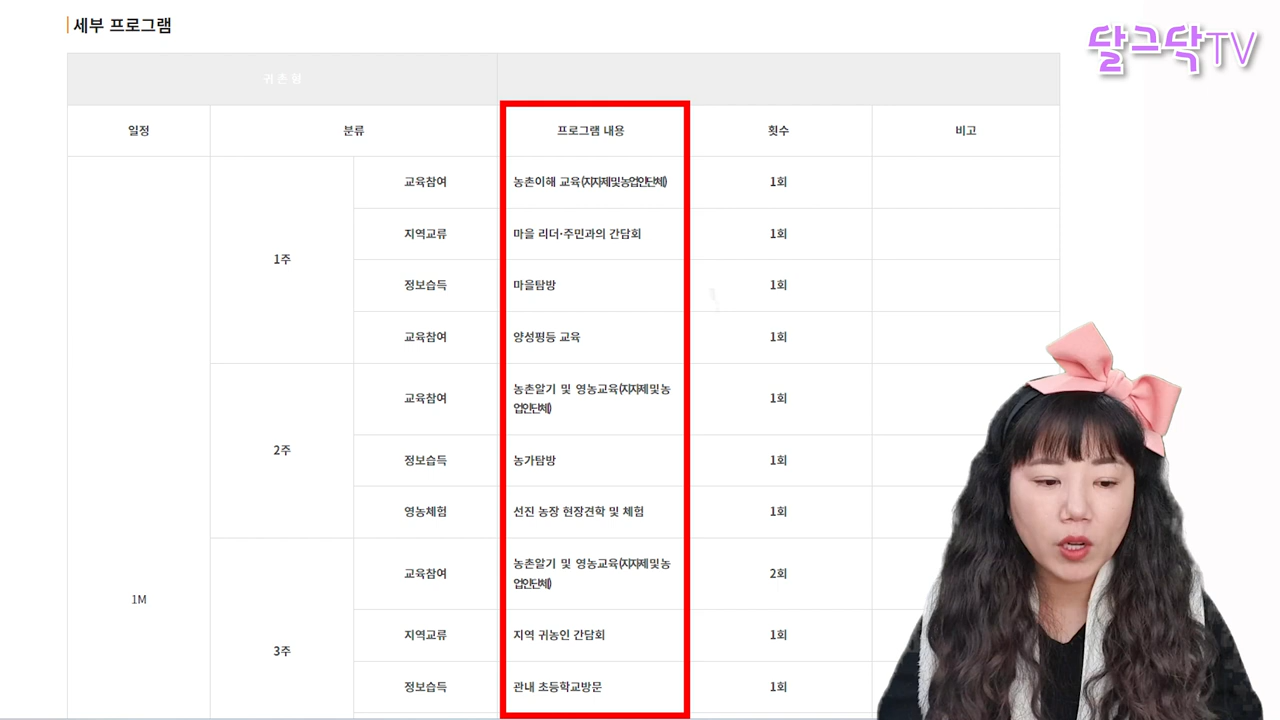 세부 프로그램
달그닥TV
귀촌형
일정 분류 프로그램 내용 횟수 비고
교육참여 농촌이해 교육(지자체 및 농업인단체) 1회
지역교류 마을 리더·주민과의 간담회 1회
1주
정보습득 마을탐방 1회
교육참여 양성평등 교육 1회
교육참여 농촌알기 및 영농교육(지자체 및 농
업인단체) 1회
2주
정보습득 농가탐방 1회
영농체험 선진 농장 현장견학 및 체험 1회
교육참여 농촌알기 및 영농교육(지자체 및 농
업인단체) 2회
1M
지역교류 지역 귀농인 간담회 1회
3주
정보습득 관내 초등학교방문 1회